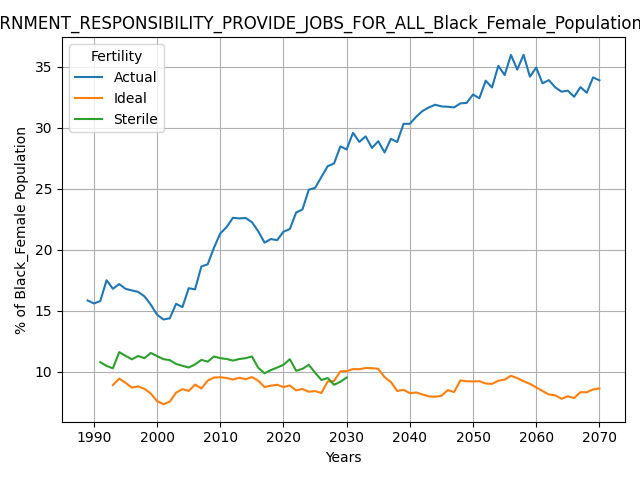 RNMENT_RESPONSIBILITY_PROVIDE_JOBS_FOR_ALL_Black_Female_Population
Fertility
Actual
Ideal
Sterile
% of Black_Female Population
35
30
25
20
15
10
1990 2000 2010 2020 2030 2040 2050 2060 2070
Years